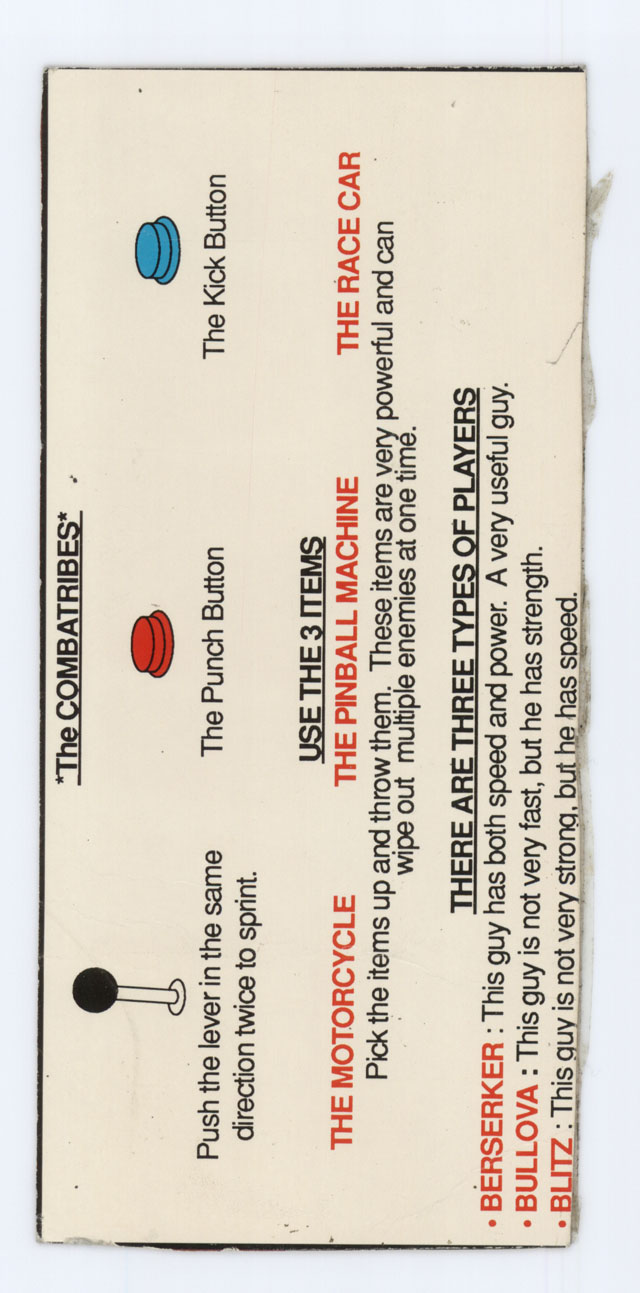 *The COMBATRIBES*
Push the lever in the same
direction twice to sprint.
The Punch Button
The Kick Button
USE THE 3 ITEMS
THE MOTORCYCLE THE PINBALL MACHINE THE RACE CAR
Pick the items up and throw them. These items are very powerful and can
wipe out multiple enemies at one time.
THERE ARE THREE TYPES OF PLAYERS
• BERSERKER : This guy has both speed and power. A very useful guy.
• BULLOVA : This guy is not very fast, but he has strength.
• BLITZ : This guy is not very strong, but he has speed.